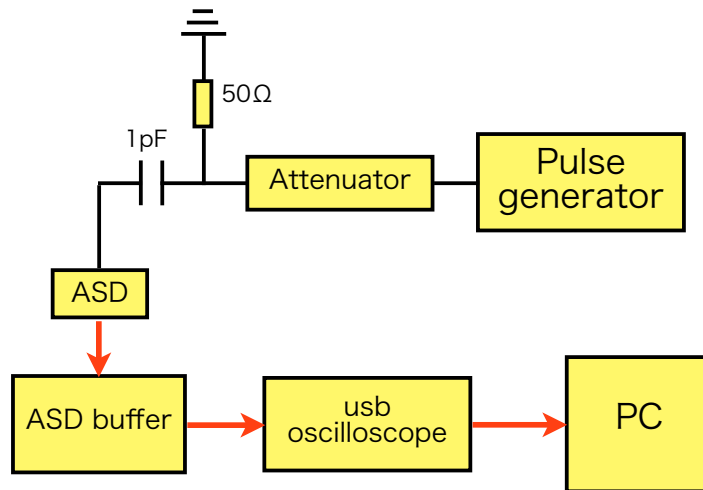 50Ω
1pF
Attenuator
Pulse
generator
ASD
ASD buffer
usb
oscilloscope
PC